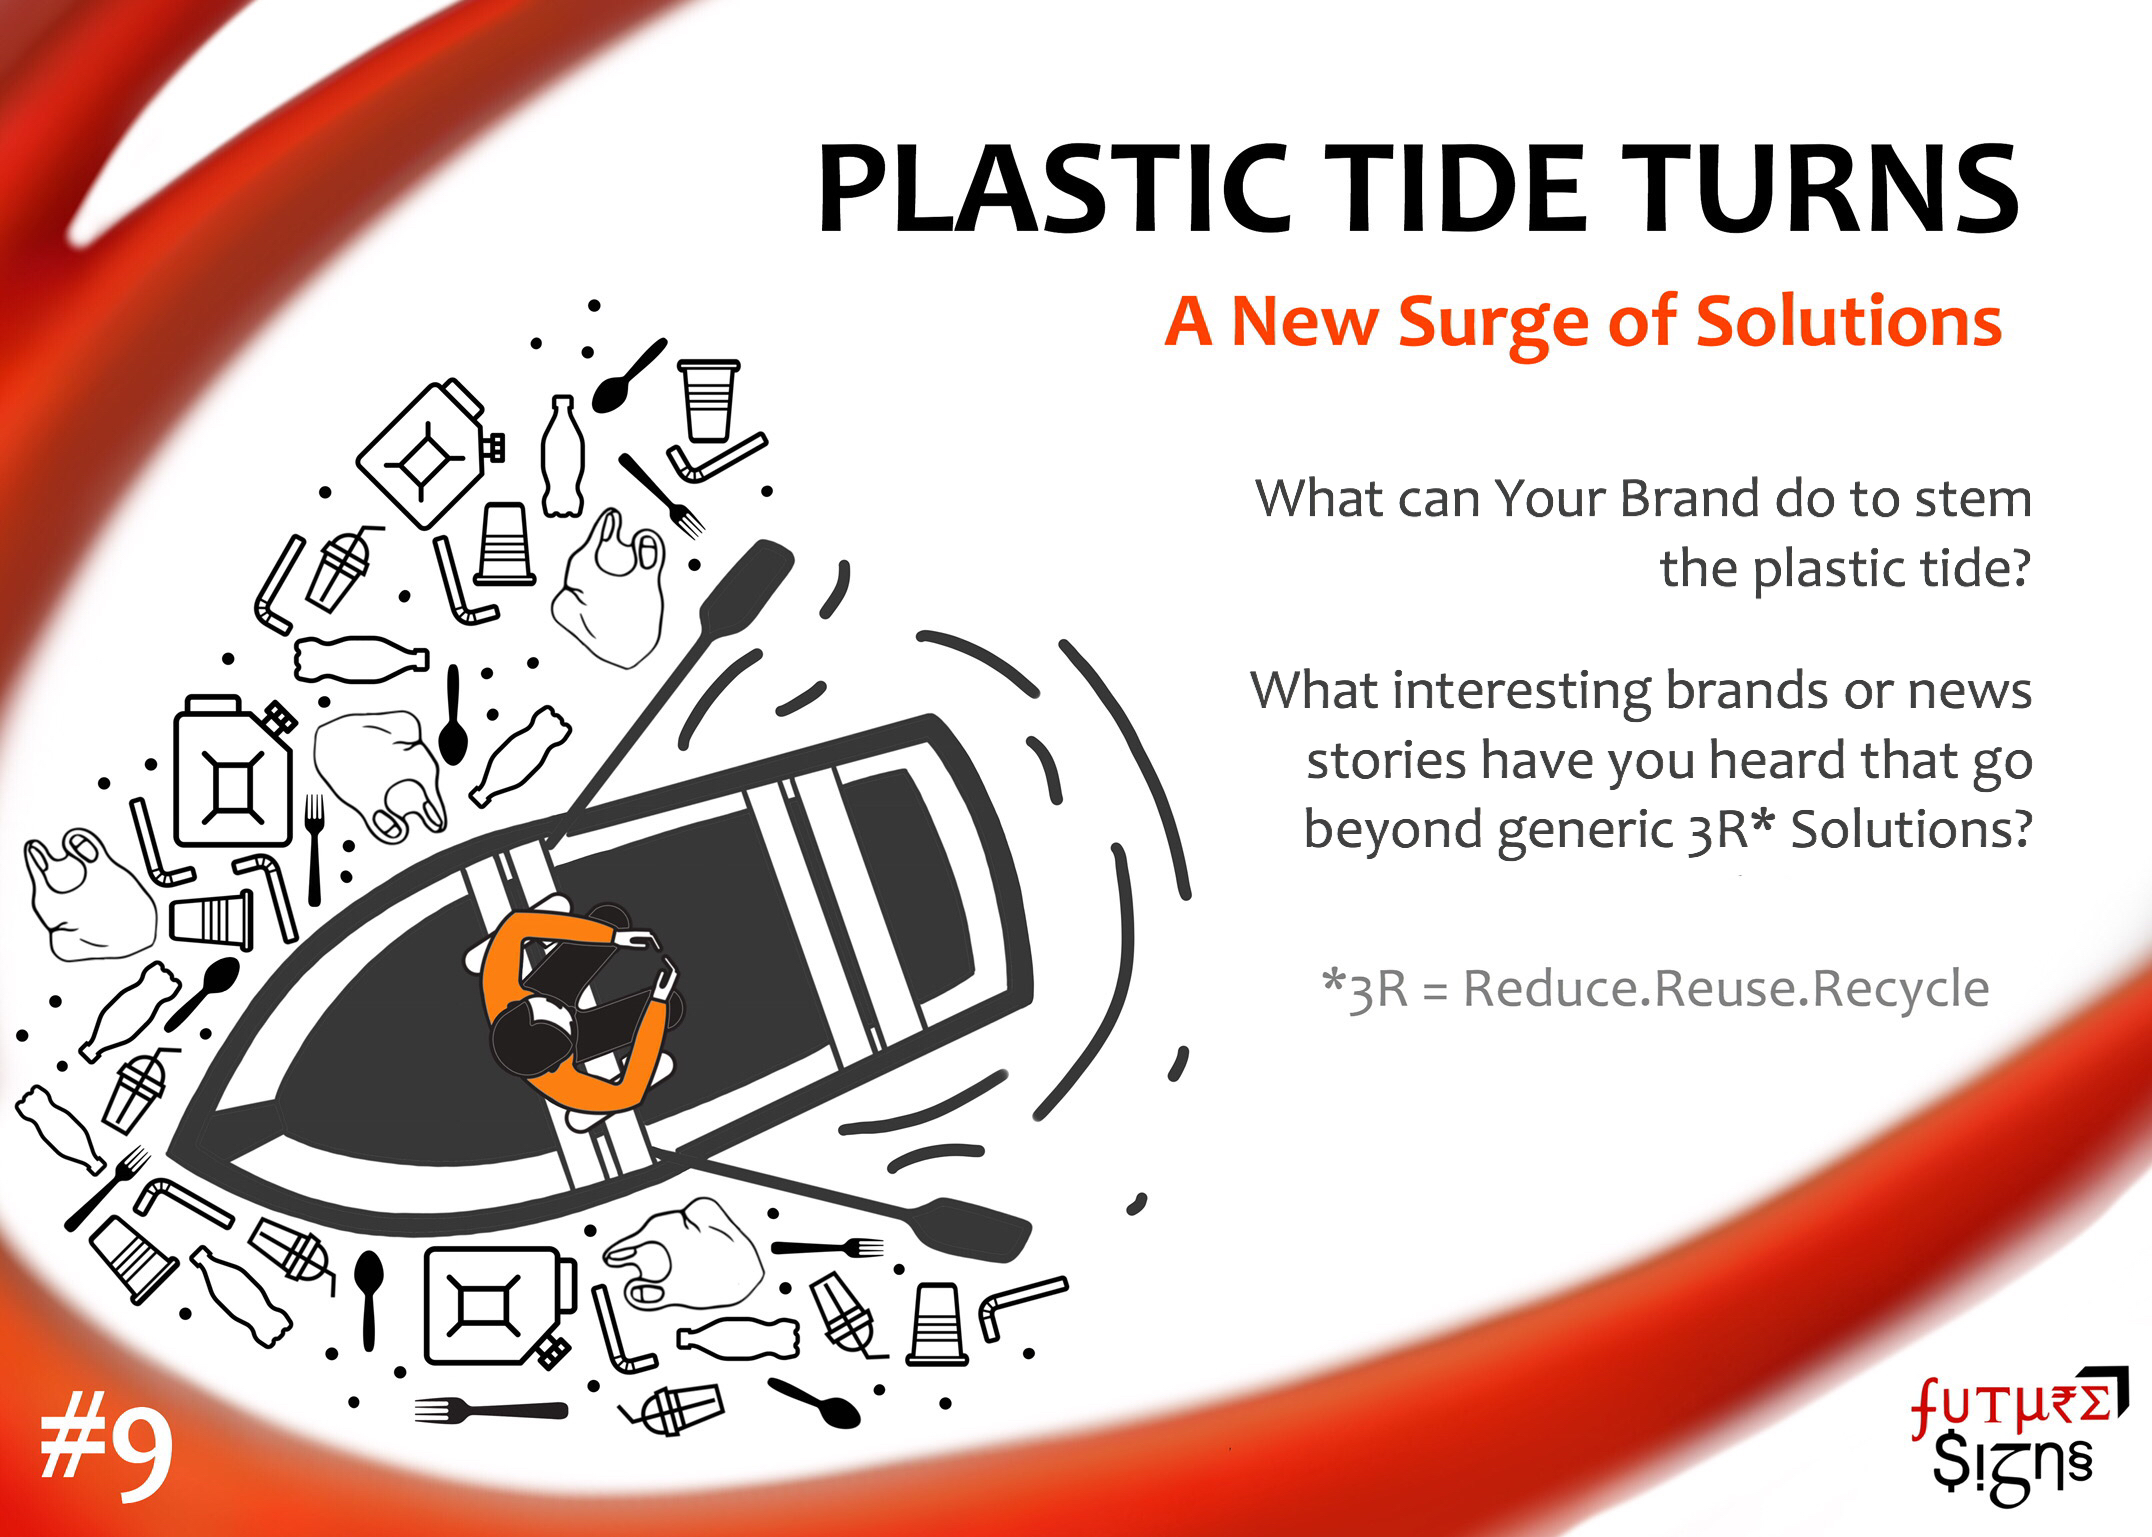 PLASTIC TIDE TURNS
A New Surge of Solutions
What can Your Brand do to stem
the plastic tide?
What interesting brands or news
stories have you heard that go
beyond generic 3R* Solutions?
*3R = Reduce.Reuse.Recycle
#9
ƒUTµ₹Σ
$i⁊η§